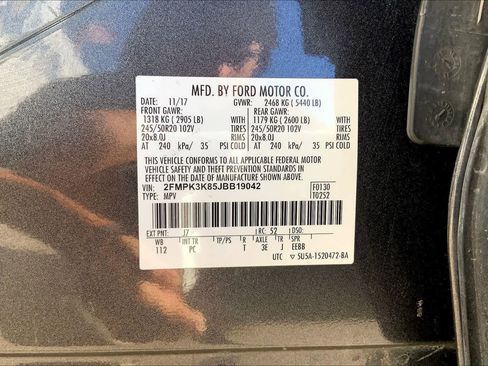 MFD. BY FORD MOTOR CO.
DATE: 11/17 GVWR: 2468 KG ( 5440 LB)
FRONT GAWR: REAR GAWR:
1318 KG ( 2905 LB) WITH 1179 KG ( 2600 LB) WITH
245/50R20 102V TIRES 245/50R20 102V TIRES
20x8.0J RIMS 20x8.0J RIMS
AT 240 kPa/ 35 PSI COLD AT 240 kPa/ 35 PSI COLD
THIS VEHICLE CONFORMS TO ALL APPLICABLE FEDERAL MOTOR
VEHICLE SAFETY AND THEFT PREVENTION STANDARDS IN
EFFECT ON THE DATE OF MANUFACTURE SHOWN ABOVE.
VIN: 2FMPK3K85JBB19042 F0130
TYPE: MPV T0252
EXT PNT: J7 RC: 52 DSO:
WB INT TR TP/PS R AXLE TR SPR
112 PC T 3E J EEBB
UTC ▽ 5U5A-1520472-BA